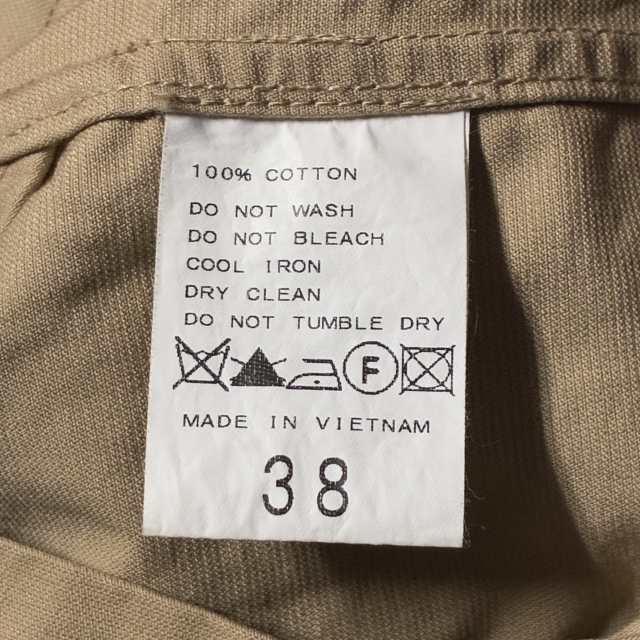 100% COTTON
DO NOT WASH
DO NOT BLEACH
COOL IRON
DRY CLEAN
DO NOT TUMBLE DRY
F
MADE IN VIETNAM
38